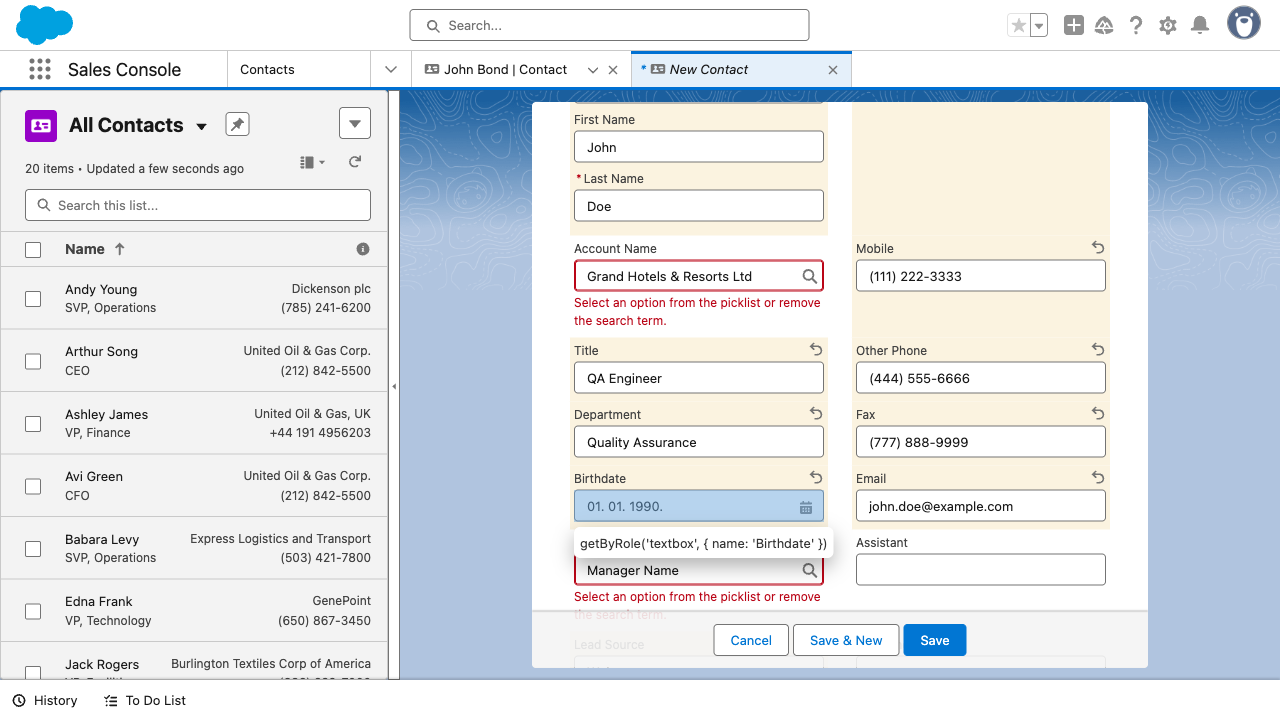 Search...
Sales Console
Contacts
John Bond | Contact
* New Contact
All Contacts
20 items • Updated a few seconds ago
Search this list...
Name
Andy Young
Dickenson plc
SVP, Operations
(785) 241-6200
Arthur Song
United Oil & Gas Corp.
CEO
(212) 842-5500
Ashley James
United Oil & Gas, UK
VP, Finance
+44 191 4956203
Avi Green
United Oil & Gas Corp.
CFO
(212) 842-5500
Babara Levy
Express Logistics and Transport
SVP, Operations
(503) 421-7800
Edna Frank
GenePoint
VP, Technology
(650) 867-3450
Jack Rogers
Burlington Textiles Corp of America
First Name
John
* Last Name
Doe
Account Name
Grand Hotels & Resorts Ltd
Select an option from the picklist or remove
the search term.
Mobile
(111) 222-3333
Title
QA Engineer
Other Phone
(444) 555-6666
Department
Quality Assurance
Fax
(777) 888-9999
Birthdate
01. 01. 1990.
Email
john.doe@example.com
getByRole('textbox', { name: 'Birthdate' })
Assistant
Manager Name
Select an option from the picklist or remove
the search term.
Lead Source
Cancel
Save & New
Save
History
To Do List